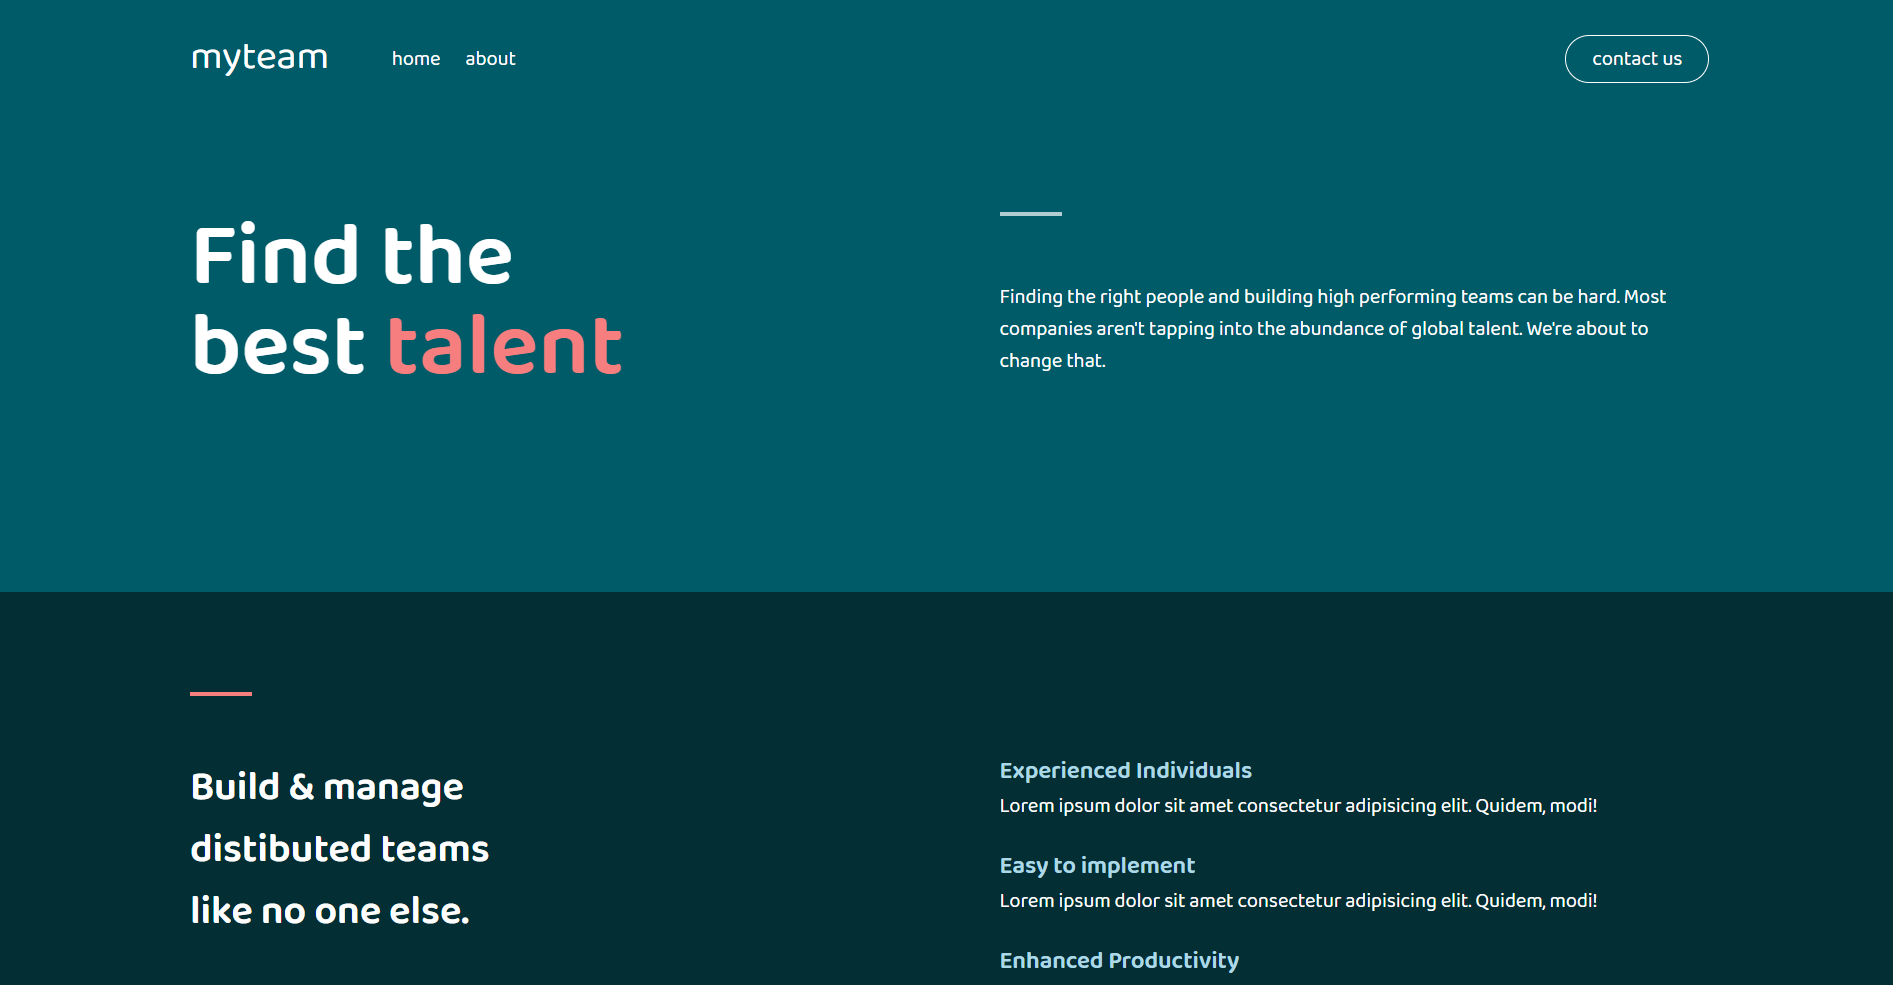 myteam
home
about
contact us
Find the
best talent
Finding the right people and building high performing teams can be hard. Most
companies aren't tapping into the abundance of global talent. We're about to
change that.
Build & manage
distibuted teams
like no one else.
Experienced Individuals
Lorem ipsum dolor sit amet consectetur adipisicing elit. Quidem, modi!
Easy to implement
Lorem ipsum dolor sit amet consectetur adipisicing elit. Quidem, modi!
Enhanced Productivity